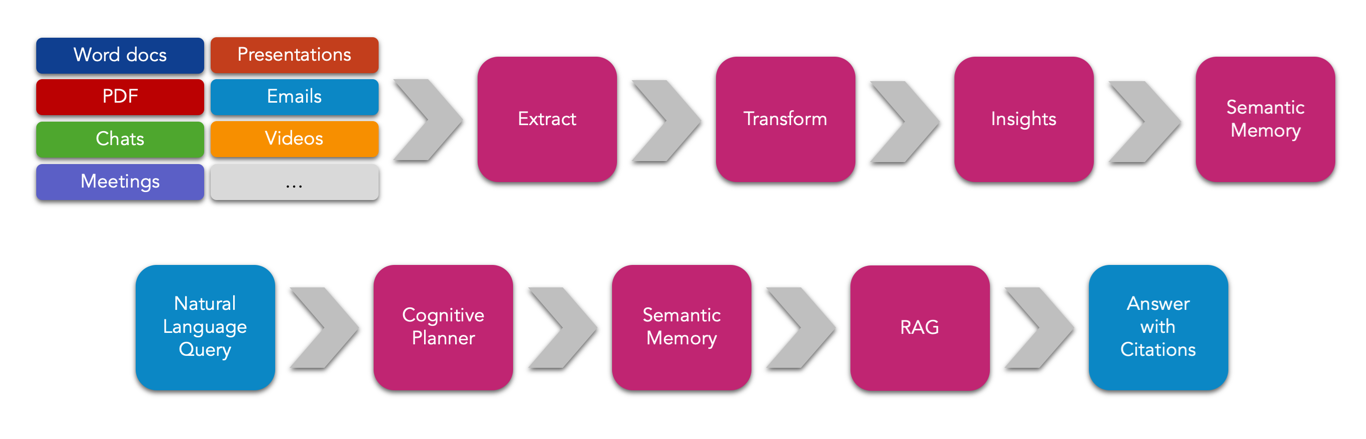 Word docs
Presentations
PDF
Emails
Chats
Videos
Meetings
...
Extract
Transform
Insights
Semantic
Memory
Natural
Language
Query
Cognitive
Planner
Semantic
Memory
RAG
Answer
with
Citations